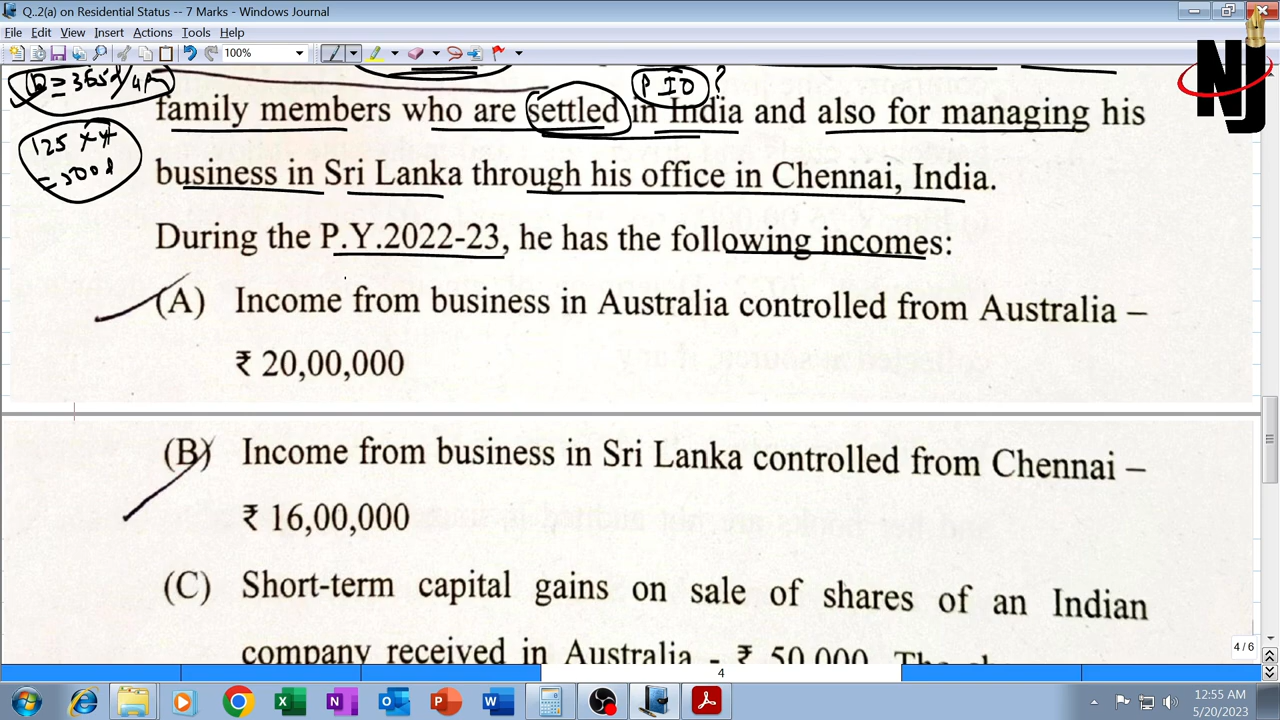 Q..2(a) on Residential Status -- 7 Marks - Windows Journal
File Edit View Insert Actions Tools Help
100%
NJ
PIO ?
family members who are settled in India and also for managing his
125
business in Sri Lanka through his office in Chennai, India.
During the P.Y.2022-23, he has the following incomes:
(A) Income from business in Australia controlled from Australia –
₹ 20,00,000
(B) Income from business in Sri Lanka controlled from Chennai –
₹ 16,00,000
(C) Short-term capital gains on sale of shares of an Indian
company received in Australia - ₹ 50,000.
4/6
4
12:55 AM
5/20/2023